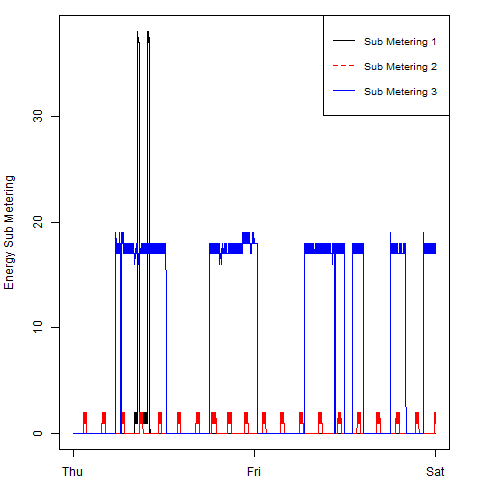 Sub Metering 1
Sub Metering 2
Sub Metering 3
Energy Sub Metering
30
20
10
0
Thu Fri Sat